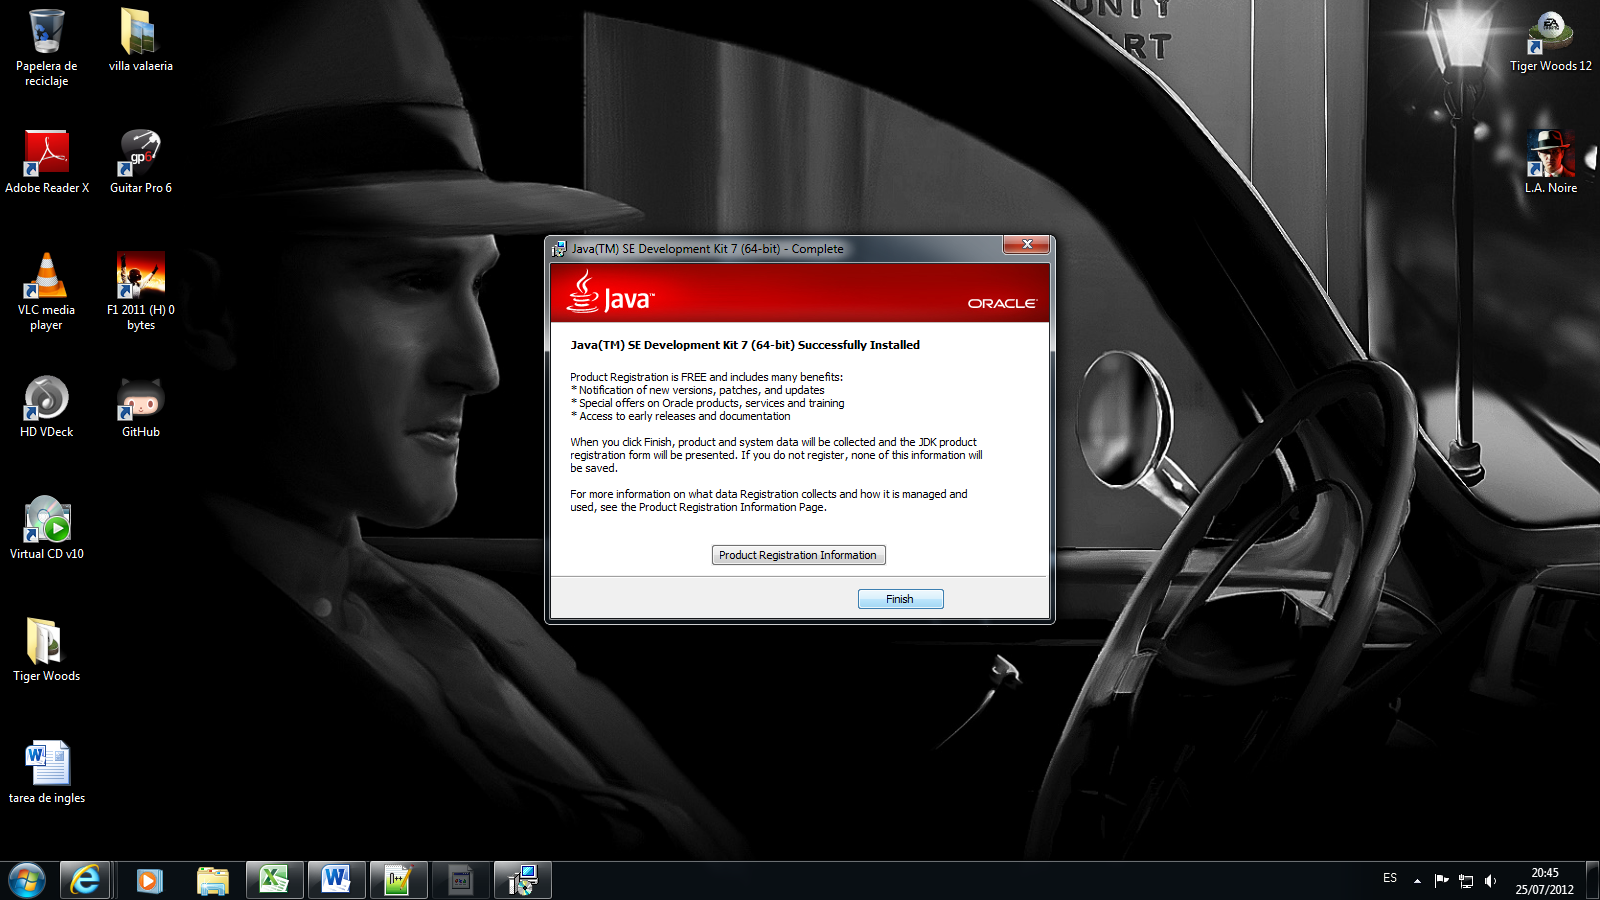 Papelera de
reciclaje
villa valaeria
Adobe Reader X
gp6
Guitar Pro 6
VLC media
player
F1 2011 (H) 0
bytes
HD VDeck
GitHub
Virtual CD v10
Tiger Woods
tarea de ingles
UNTY
ART
EA
Tiger Woods 12
L.A. Noire
Java(TM) SE Development Kit 7 (64-bit) - Complete
Java™
ORACLE
Java(TM) SE Development Kit 7 (64-bit) Successfully Installed
Product Registration is FREE and includes many benefits:
* Notification of new versions, patches, and updates
* Special offers on Oracle products, services and training
* Access to early releases and documentation
When you click Finish, product and system data will be collected and the JDK product
registration form will be presented. If you do not register, none of this information will
be saved.
For more information on what data Registration collects and how it is managed and
used, see the Product Registration Information Page.
Product Registration Information
Finish
ES
20:45
25/07/2012